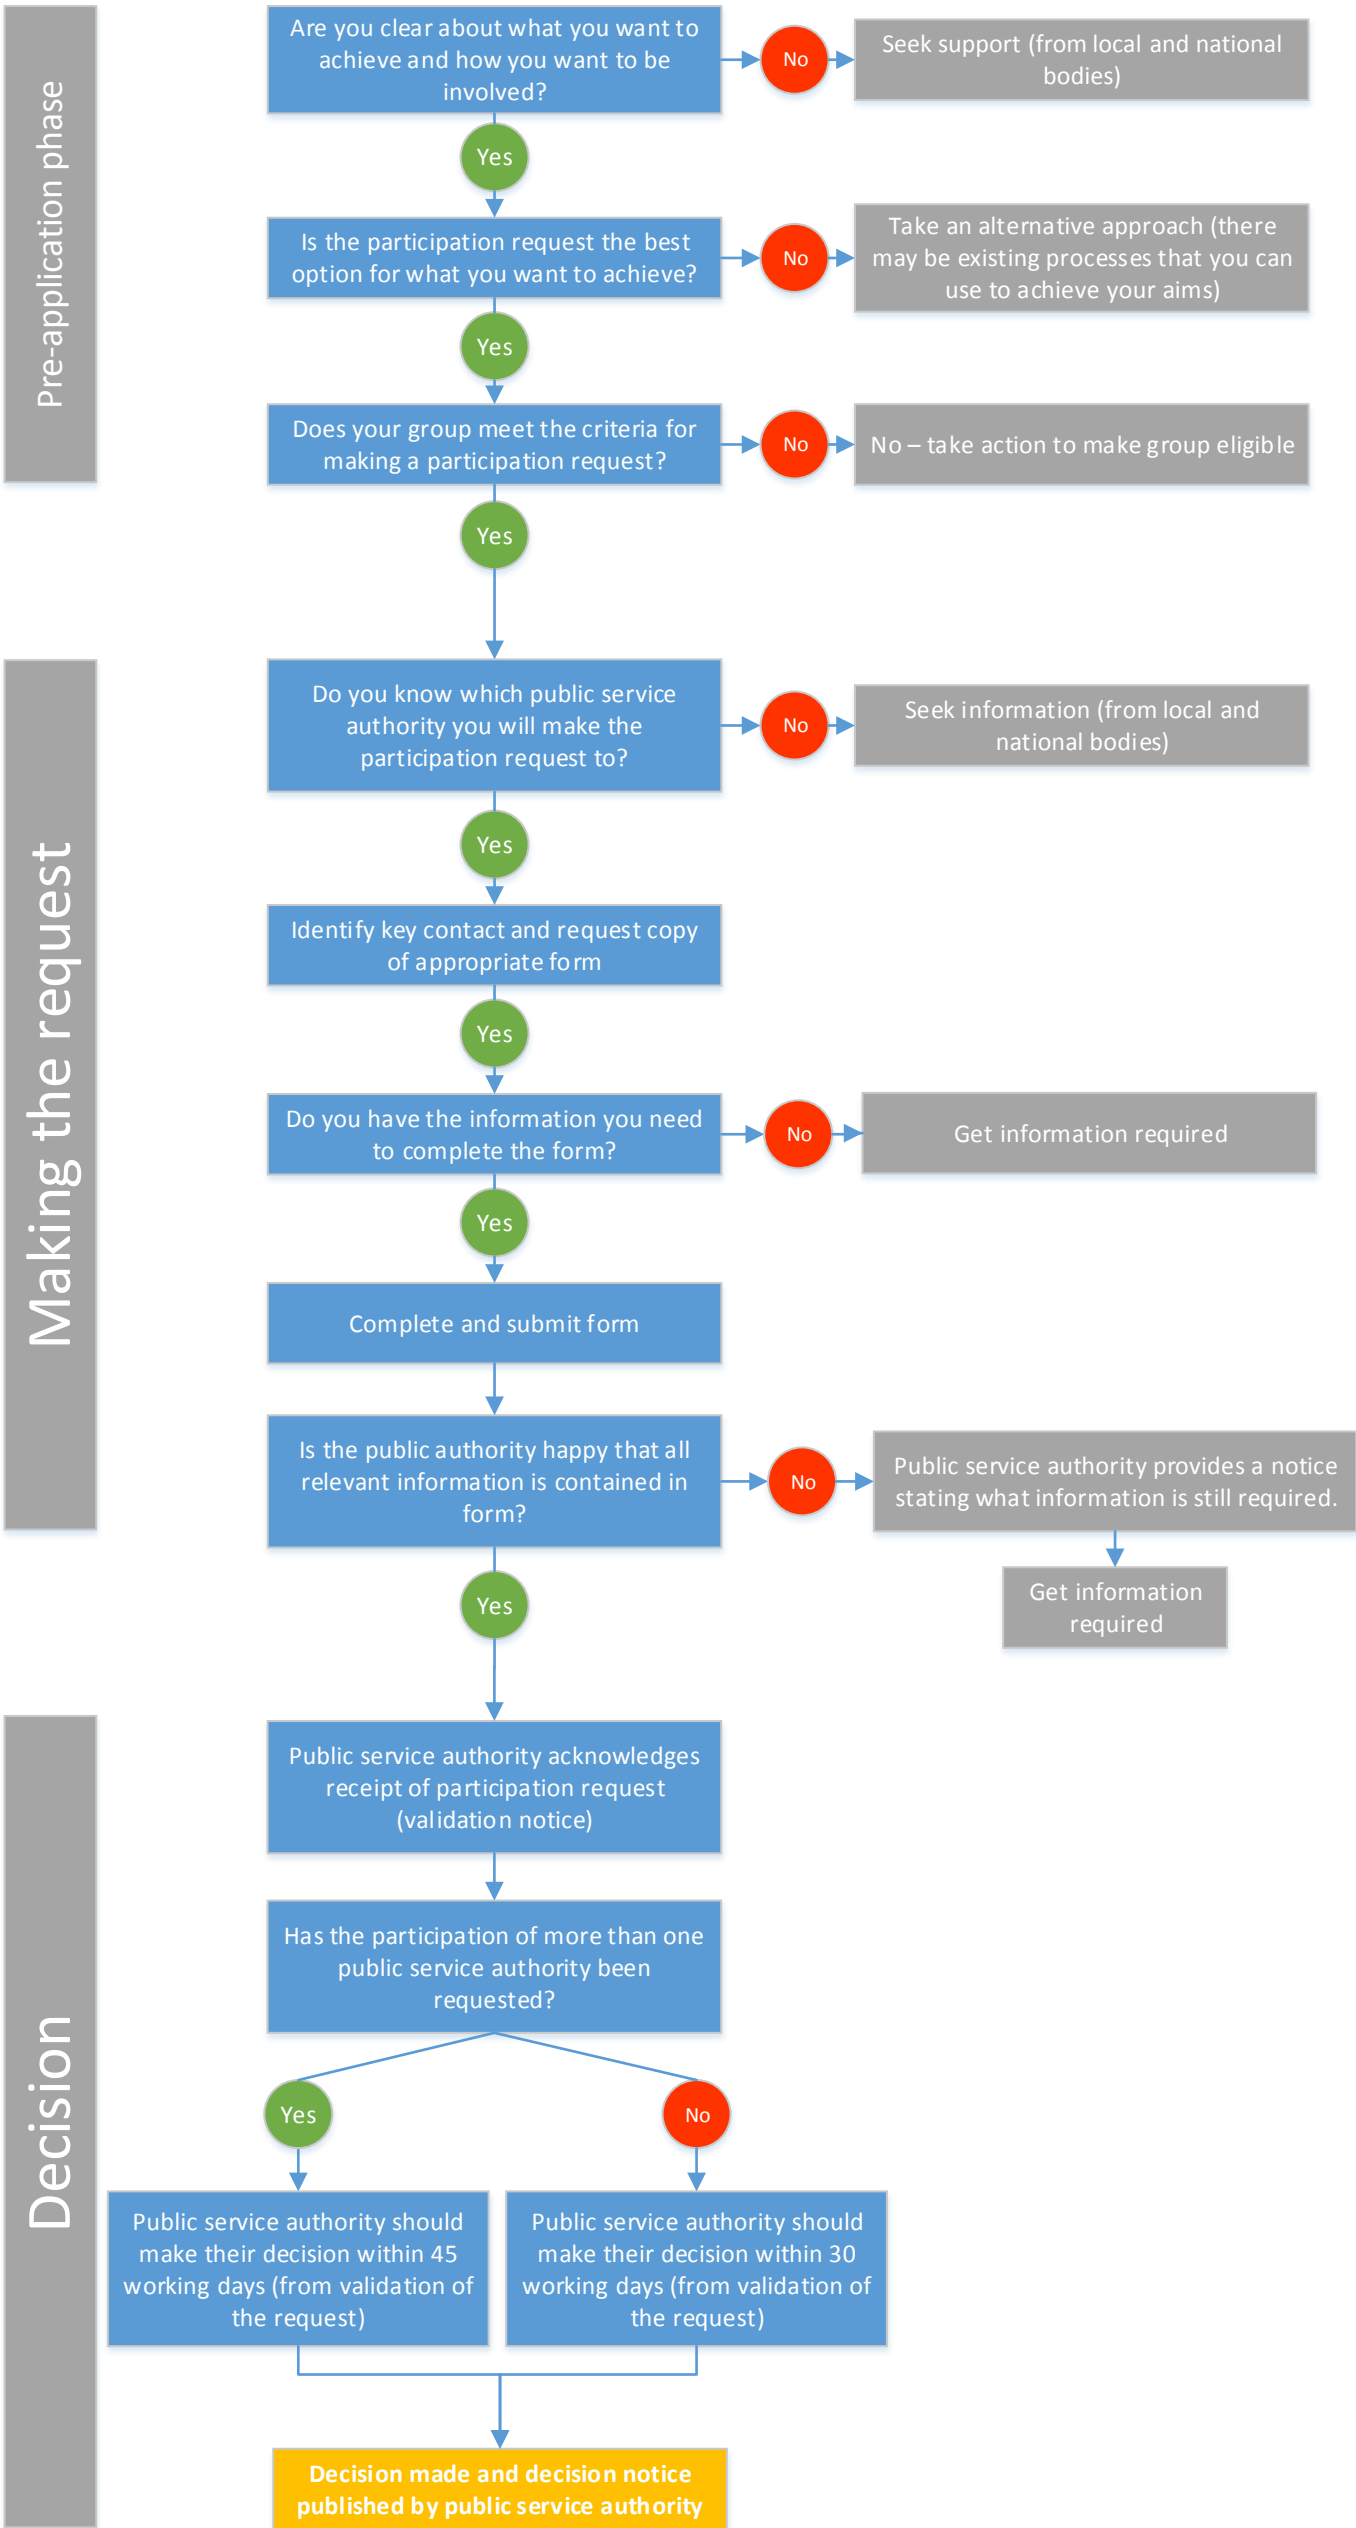 Pre-application phase
Are you clear about what you want to
achieve and how you want to be
involved?
No
Seek support (from local and national
bodies)
Yes
Is the participation request the best
option for what you want to achieve?
No
Take an alternative approach (there
may be existing processes that you can
use to achieve your aims)
Yes
Does your group meet the criteria for
making a participation request?
No
No – take action to make group eligible
Yes
Making the request
Do you know which public service
authority you will make the
participation request to?
No
Seek information (from local and
national bodies)
Yes
Identify key contact and request copy
of appropriate form
Yes
Do you have the information you need
to complete the form?
No
Get information required
Yes
Complete and submit form
Is the public authority happy that all
relevant information is contained in
form?
No
Public service authority provides a notice
stating what information is still required.
Get information
required
Yes
Decision
Public service authority acknowledges
receipt of participation request
(validation notice)
Has the participation of more than one
public service authority been
requested?
Yes
No
Public service authority should
make their decision within 45
working days (from validation of
the request)
Public service authority should
make their decision within 30
working days (from validation of
the request)
Decision made and decision notice
published by public service authority